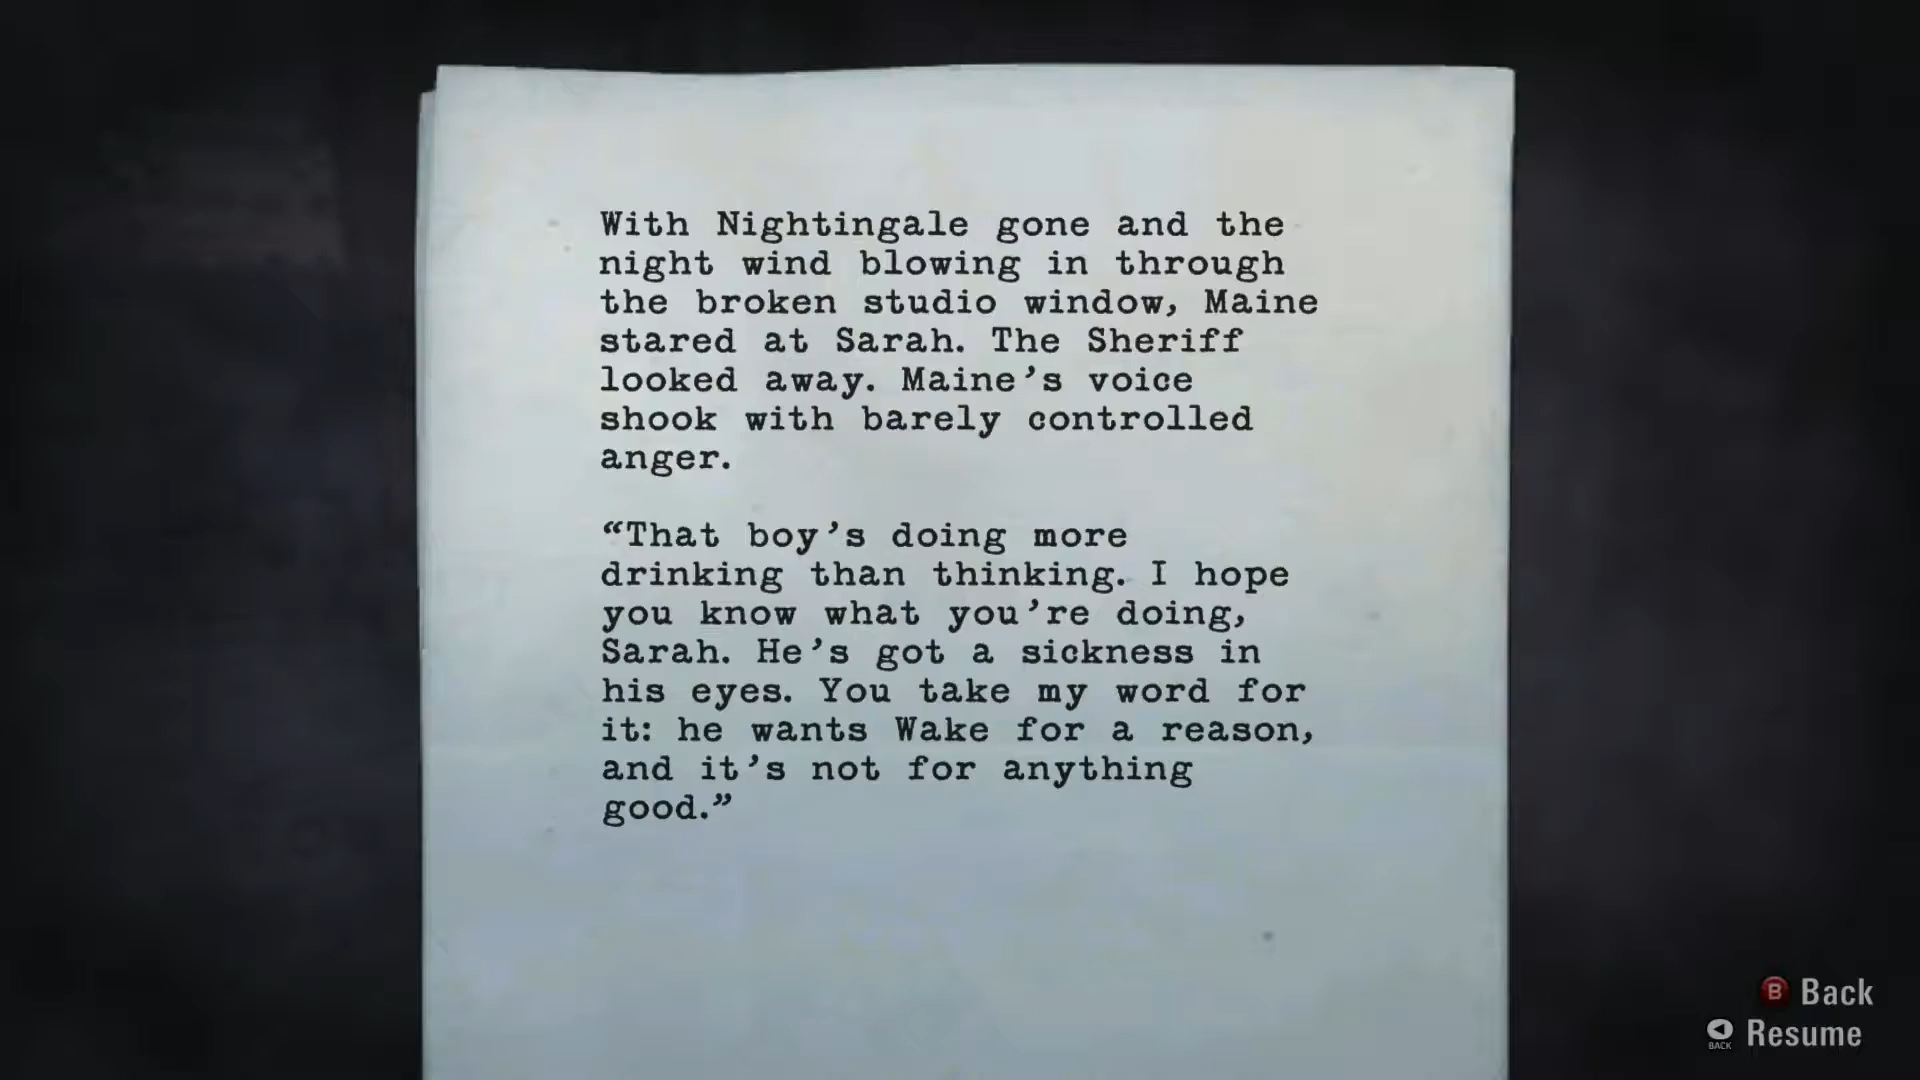 With Nightingale gone and the
night wind blowing in through
the broken studio window, Maine
stared at Sarah. The Sheriff
looked away. Maine’s voice
shook with barely controlled
anger.
“That boy’s doing more
drinking than thinking. I hope
you know what you’re doing,
Sarah. He’s got a sickness in
his eyes. You take my word for
it: he wants Wake for a reason,
and it’s not for anything
good.”
B Back
BACK Resume